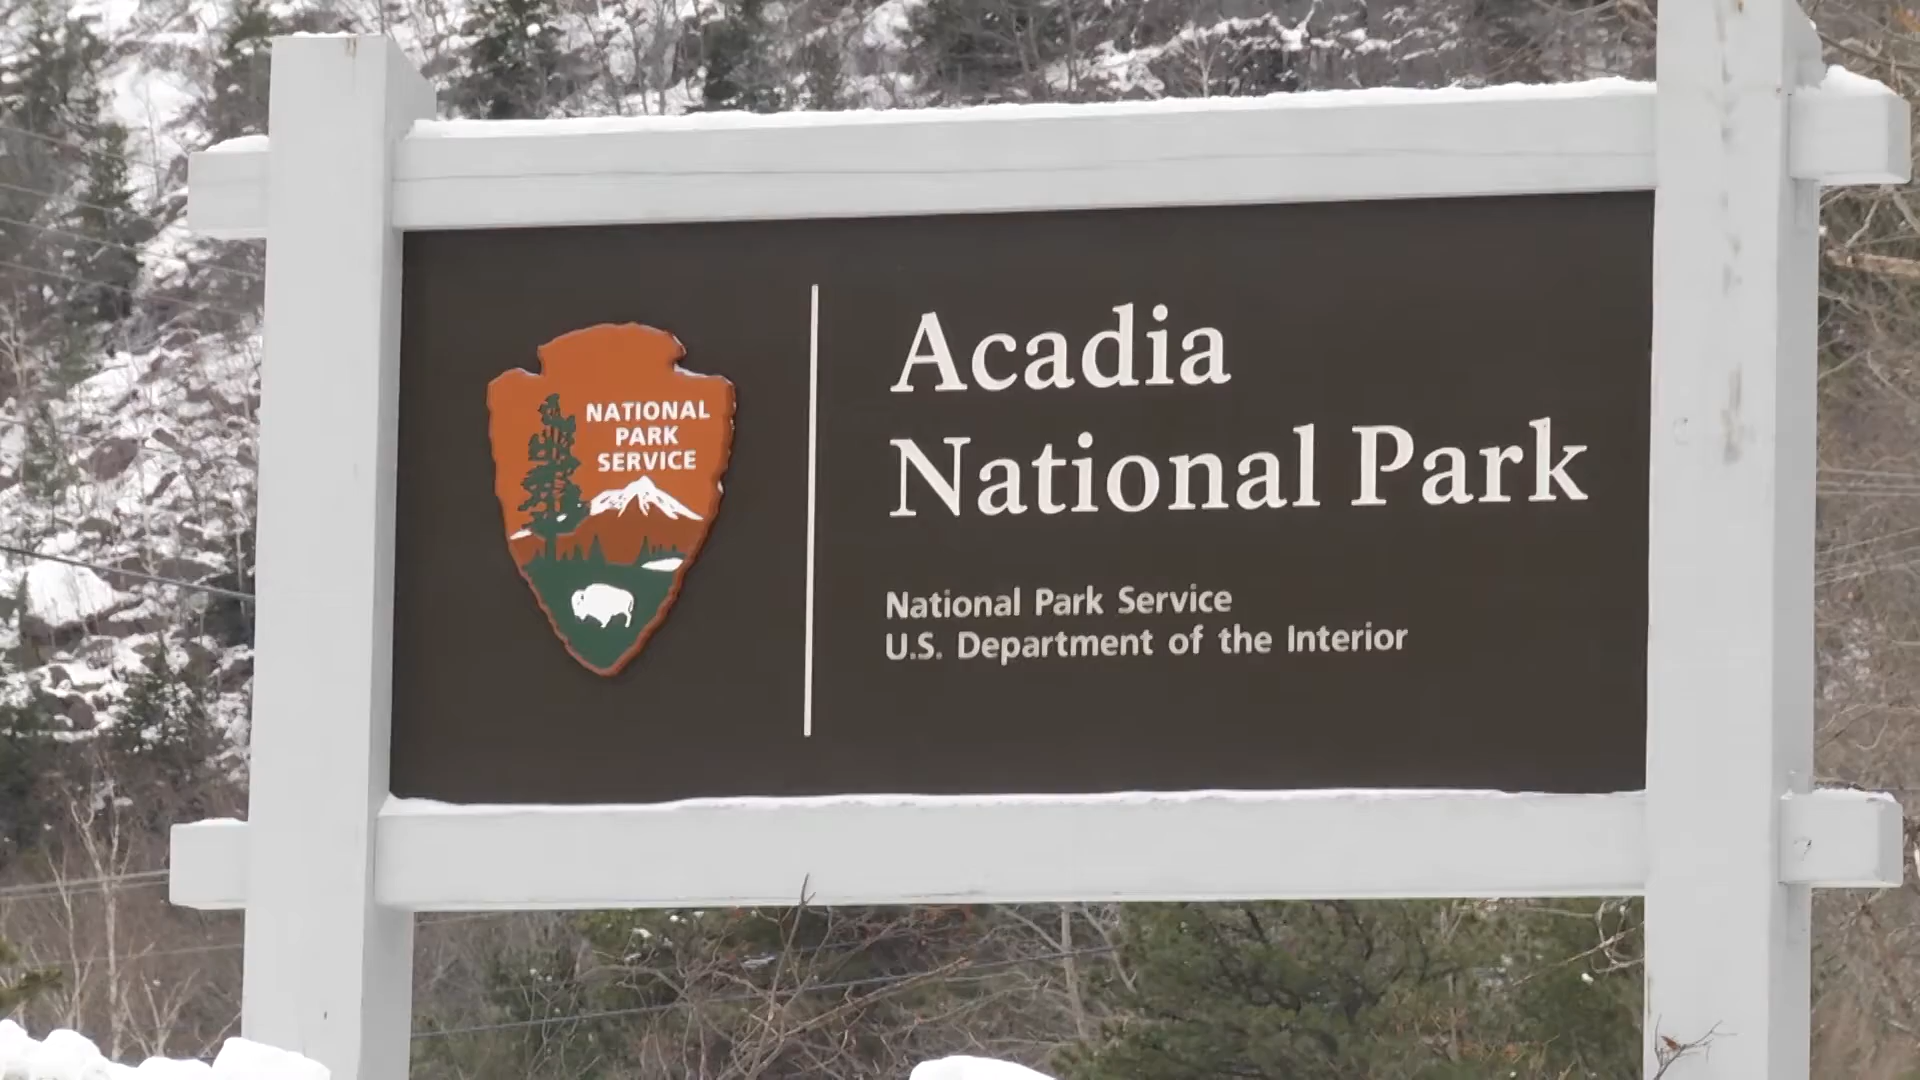 NATIONAL
PARK
SERVICE
Acadia
National Park
National Park Service
U.S. Department of the Interior